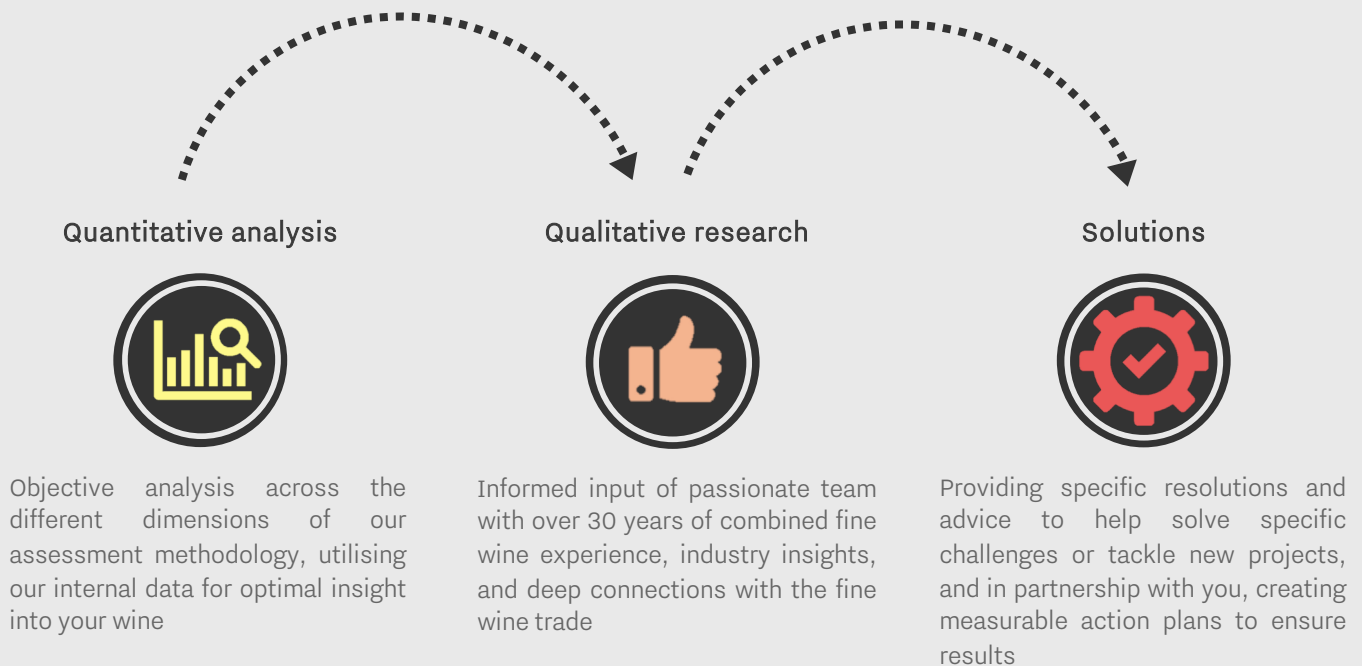 Quantitative analysis
Objective analysis across the
different dimensions of our
assessment methodology, utilising
our internal data for optimal insight
into your wine
Qualitative research
Informed input of passionate team
with over 30 years of combined fine
wine experience, industry insights,
and deep connections with the fine
wine trade
Solutions
Providing specific resolutions and
advice to help solve specific
challenges or tackle new projects,
and in partnership with you, creating
measurable action plans to ensure
results